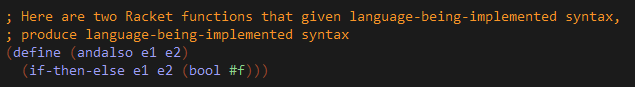 ; Here are two Racket functions that given language-being-implemented syntax,
; produce language-being-implemented syntax
(define (andalso e1 e2)
  (if-then-else e1 e2 (bool #f)))